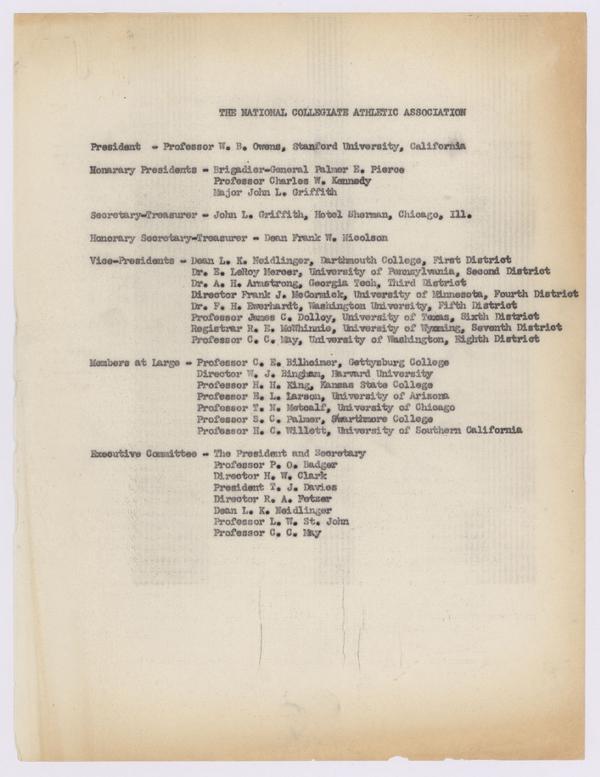 THE NATIONAL COLLEGIATE ATHLETIC ASSOCIATION
President - Professor W. B. Owens, Stanford University, California
Honarary Presidents - Brigadier-General Palmer E. Pierce
Professor Charles W. Kennedy
Major John L. Griffith
Secretary-Treasurer - John L. Griffith, Hotel Sherman, Chicago, Ill.
Honorary Secretary-Treasurer - Dean Frank W. Nicolson
Vice-Presidents - Dean L. K. Neidlinger, Darthmouth College, First District
Dr. E. LeRoy Mercer, University of Pennsylvania, Second District
Dr. A. H. Armstrong, Georgia Tech, Third District
Director Frank J. McCormick, University of Minnesota, Fourth District
Dr. F. H. Ewerhardt, Washington University, Fifth District
Professor James C. Dolley, University of Texas, Sixth District
Registrar R. E. McWhinnie, University of Wyoming, Seventh District
Professor C. C. May, University of Washington, Eighth District
Members at Large - Professor C. E. Bilheimer, Gettysburg College
Director W. J. Bingham, Harvard University
Professor H. H. King, Kansas State College
Professor E. L. Larson, University of Arizona
Professor T. N. Metcalf, University of Chicago
Professor S. C. Palmer, Swarthmore College
Professor H. C. Willett, University of Southern California
Executive Committee - The President and Secretary
Professor P. O. Badger
Director H. W. Clark
President T. J. Davies
Director R. A. Fetzer
Dean L. K. Neidlinger
Professor L. W. St. John
Professor C. C. May